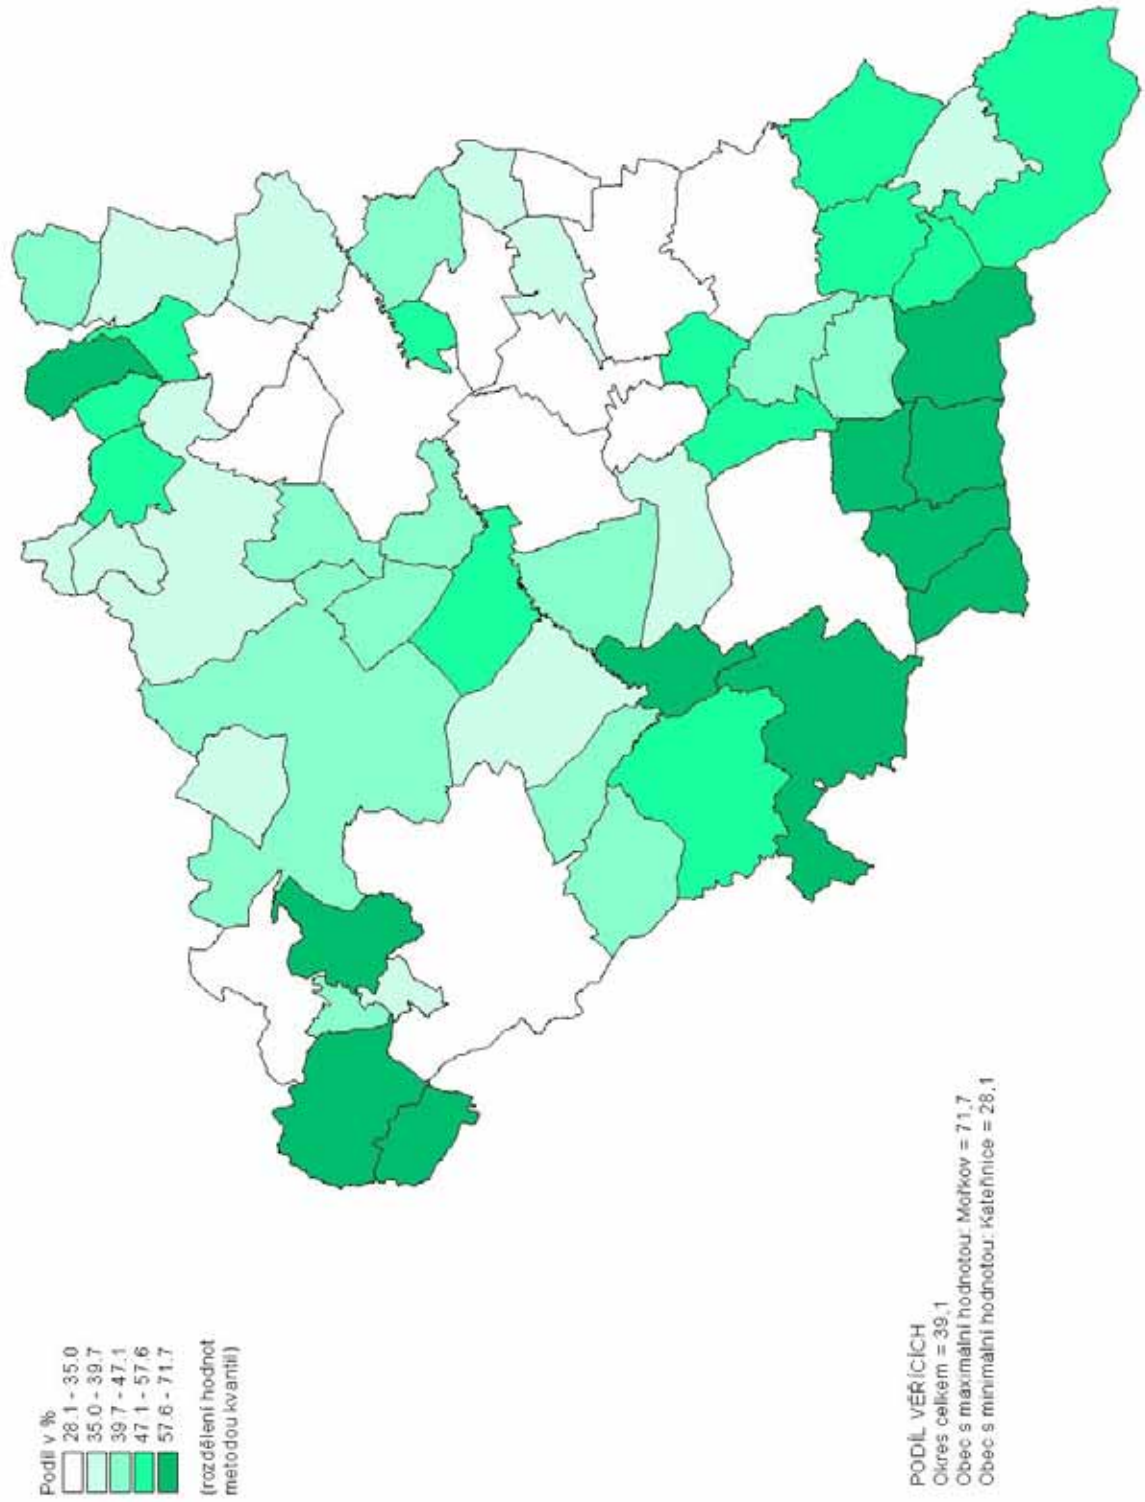 Podíl v %
28.1 - 35.0
35.0 - 39.7
39.7 - 47.1
47.1 - 57.6
57.6 - 71.7
(rozdělení hodnot
metodou kvantil)
PODÍL VĚŘÍCÍCH
Okres celkem = 39,1
Obec s maximální hodnotou: Mořkov = 71,7
Obec s minimální hodnotou: Kateřinice = 28,1